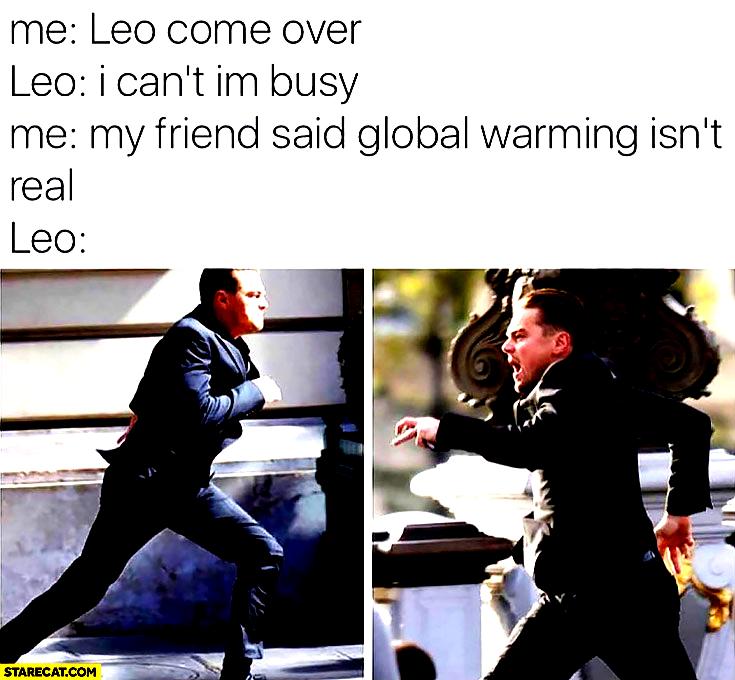 me: Leo come over
Leo: i can't im busy
me: my friend said global warming isn't
real
Leo:
STARECAT.COM